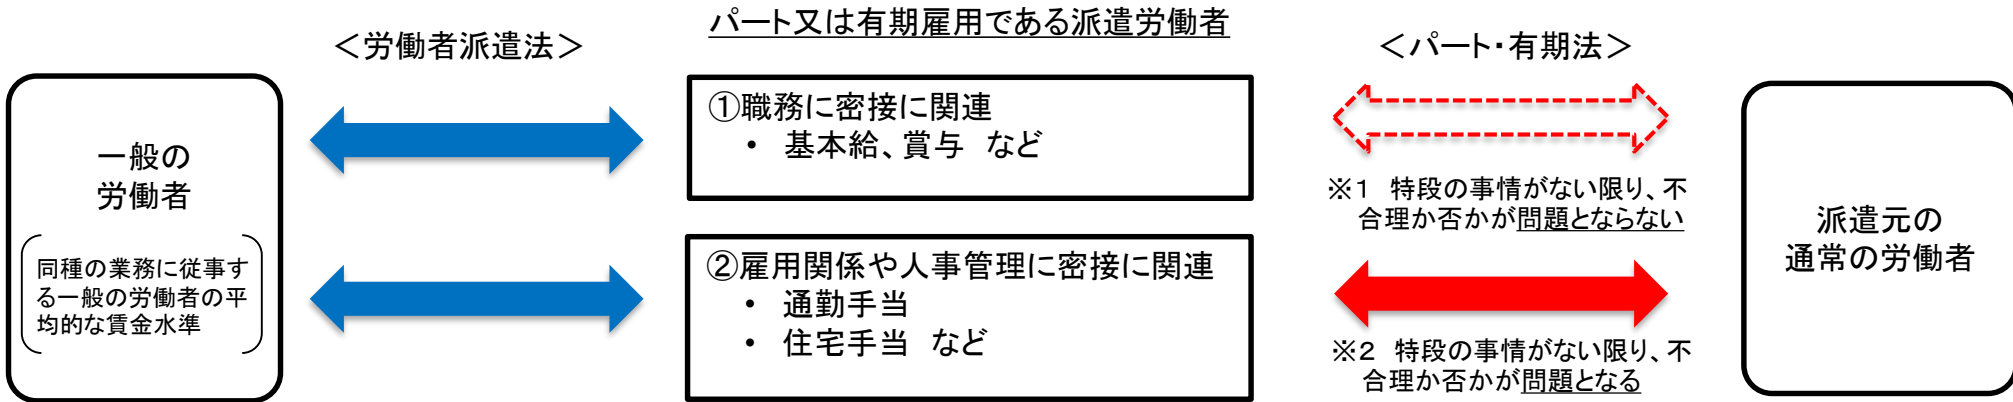 パート又は有期雇用である派遣労働者
＜労働者派遣法＞
＜パート・有期法＞
一般の
労働者
同種の業務に従事す
る一般の労働者の平
均的な賃金水準
①職務に密接に関連
• 基本給、賞与 など
②雇用関係や人事管理に密接に関連
• 通勤手当
• 住宅手当 など
※１ 特段の事情がない限り、不
合理か否かが問題とならない
※２ 特段の事情がない限り、不
合理か否かが問題となる
派遣元の
通常の労働者